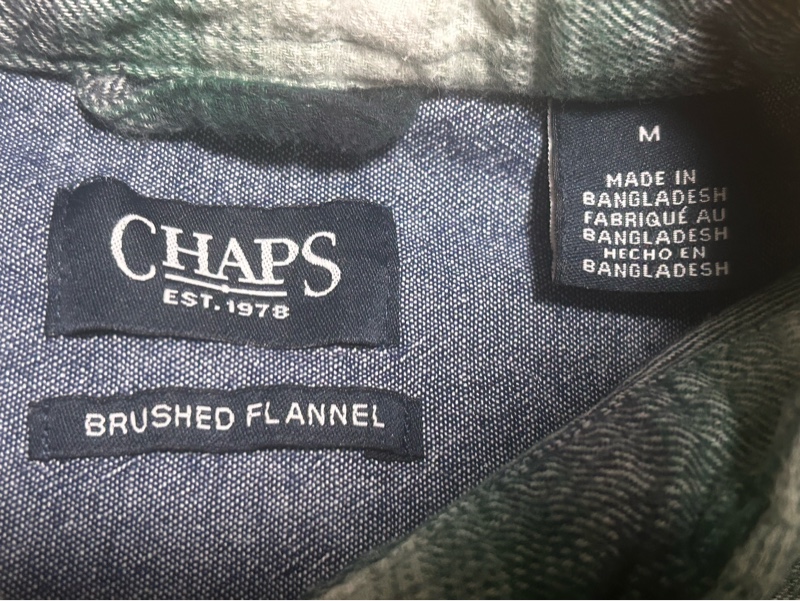 CHAPS
EST. 1978
BRUSHED FLANNEL
M
MADE IN
BANGLADESH
FABRIQUÉ AU
BANGLADESH
HECHO EN
BANGLADESH